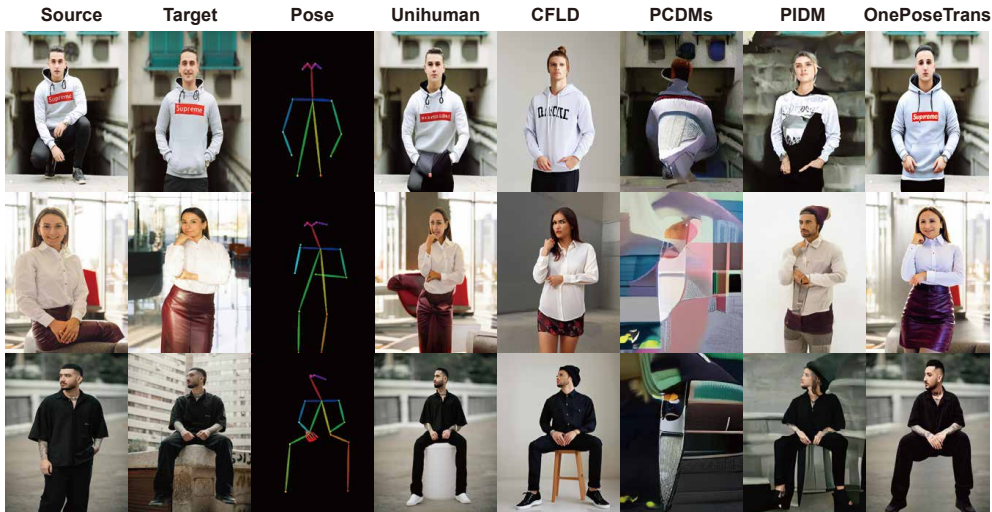 Source Target Pose Unihuman CFLD PCDMs PIDM OnePoseTrans
Supreme Supreme Supreme